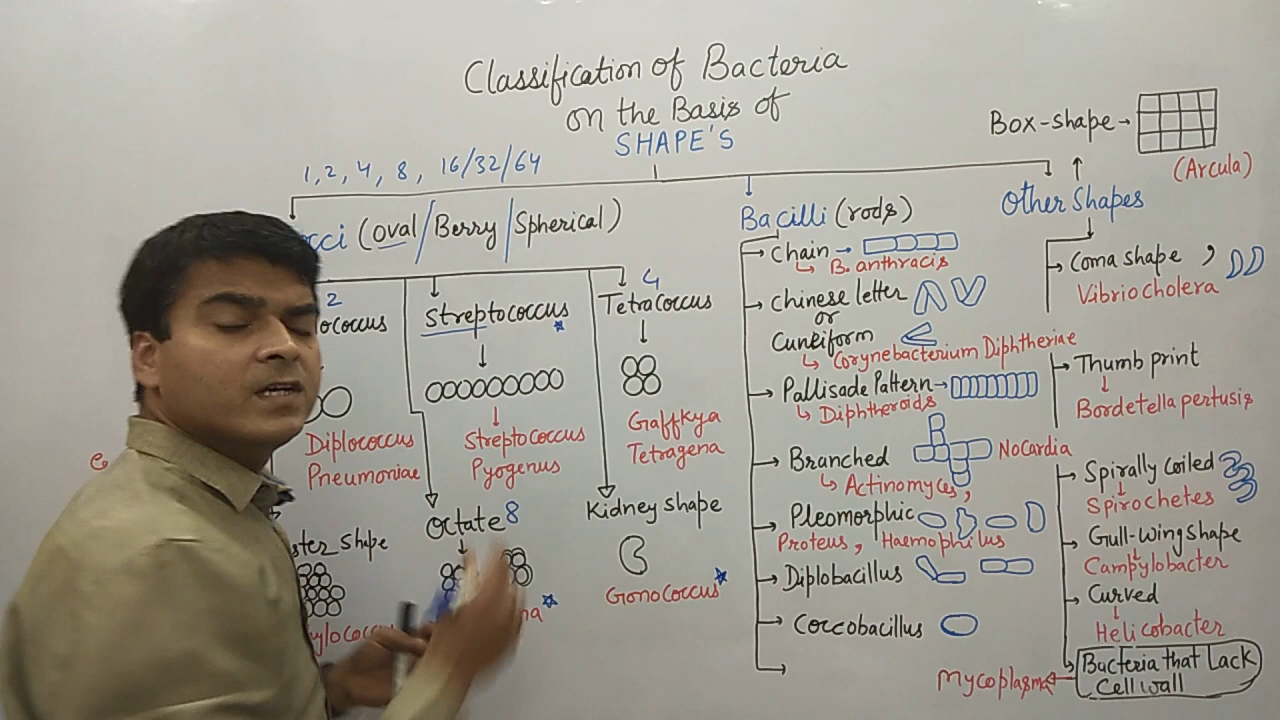 Classification of Bacteria
on the Basis of
SHAPE'S
1, 2, 4, 8, 16/32/64
cci (oval/Berry/Spherical)
2
ococcus
Diplococcus
Pneumoniae
Streptococcus
Streptococcus
Pyogenus
4
Tetracoccus
Gaffkya
Tetragena
ster Shape
ylococc
Octate 8
na
Kidney shape
Gonococcus
Bacilli (rods)
Chain →
B. anthracis
Chinese letter
or
Cuneiform
Corynebacterium Diphtheriae
Pallisade Pattern →
Diphtheroids
Branched
Nocardia
Actinomyces,
Pleomorphic
Proteus, Haemophilus
Diplobacillus
Coccobacillus
Box-shape →
(Arcula)
Other Shapes
Coma shape ,
Vibriocholera
Thumb print
Bordetella pertusis
Spirally coiled
Spirochetes
Gull-wing shape
Campylobacter
Curved
Helicobacter
Bacteria that Lack
Cell wall
Mycoplasma